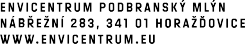 ENVICENTRUM PODBRANSKÝ MLÝN
NÁBŘEŽNÍ 283, 341 01 HORAŽĎOVICE
WWW.ENVICENTRUM.EU